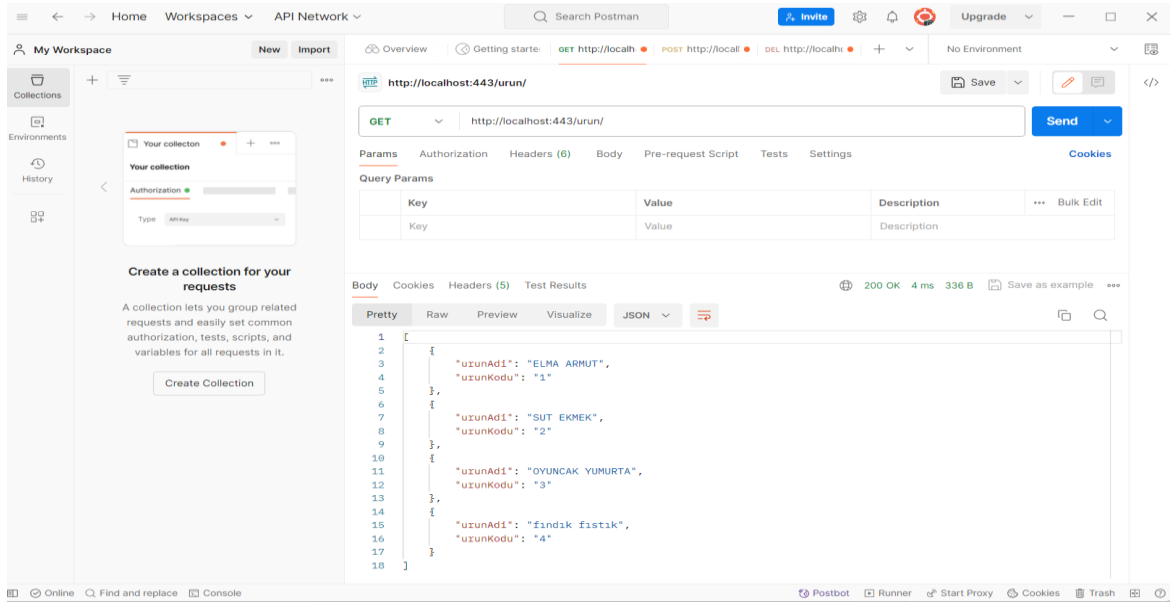 Home Workspaces API Network Search Postman Invite Upgrade
My Workspace New Import Overview Getting starte GET http://localh POST http://locall DEL http://localho No Environment
Collections
Environments
History
Your collecton
Your collection
Authorization
Type API Key
Create a collection for your
requests
A collection lets you group related
requests and easily set common
authorization, tests, scripts, and
variables for all requests in it.
Create Collection
HTTP http://localhost:443/urun/ Save </>
GET http://localhost:443/urun/ Send
Params Authorization Headers (6) Body Pre-request Script Tests Settings Cookies
Query Params
Key Value Description Bulk Edit
Key Value Description
Body Cookies Headers (5) Test Results 200 OK 4 ms 336 B Save as example
Pretty Raw Preview Visualize JSON
1 [
2 {
3 "urunAdi": "ELMA ARMUT",
4 "urunKodu": "1"
5 },
6 {
7 "urunAdi": "SUT EKMEK",
8 "urunKodu": "2"
9 },
10 {
11 "urunAdi": "OYUNCAK YUMURTA",
12 "urunKodu": "3"
13 },
14 {
15 "urunAdi": "fındık fıstık",
16 "urunKodu": "4"
17 }
18 ]
Online Find and replace Console Postbot Runner Start Proxy Cookies Trash